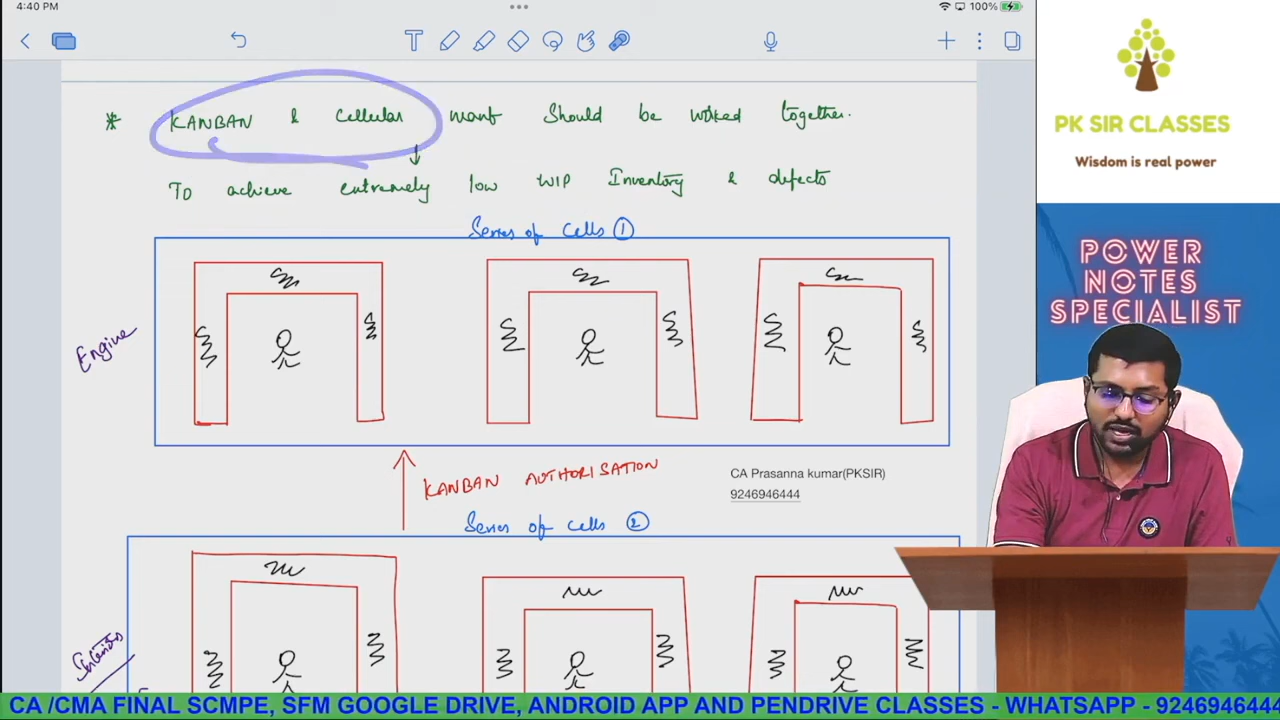 4:40 PM
100%
T
* KANBAN & Cellular manf should be worked together.
To achieve extremely low WIP Inventory & defects
Series of Cells ①
Engine
KANBAN AUTHORISATION
CA Prasanna kumar(PKSIR)
9246946444
Series of cells ②
Interiors
PK SIR CLASSES
Wisdom is real power
POWER
NOTES
SPECIALIST
CA /CMA FINAL SCMPE, SFM GOOGLE DRIVE, ANDROID APP AND PENDRIVE CLASSES - WHATSAPP - 9246946444